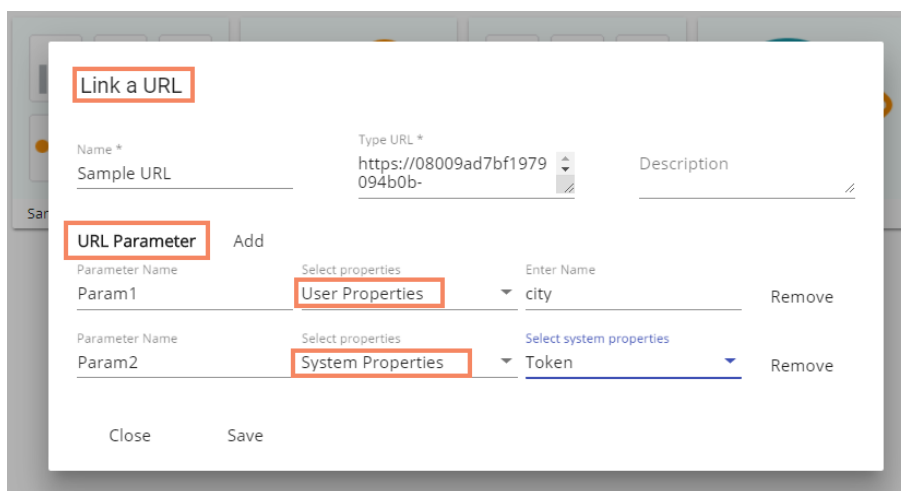 Link a URL
Name *
Sample URL
Type URL *
https://08009ad7bf1979
094b0b-
Description
Sar
URL Parameter Add
Parameter Name Select properties Enter Name
Param1 User Properties city Remove
Parameter Name Select properties Select system properties
Param2 System Properties Token Remove
Close Save